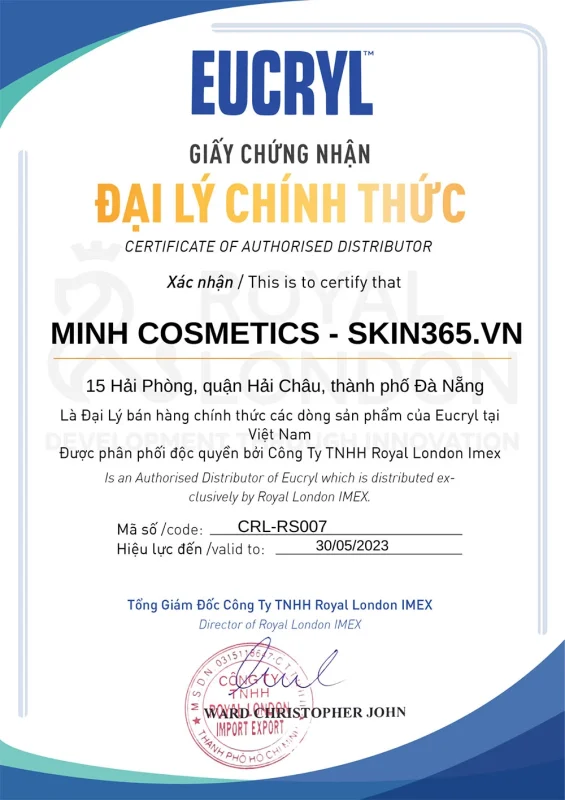 EUCRYL™
GIẤY CHỨNG NHẬN
ĐẠI LÝ CHÍNH THỨC
CERTIFICATE OF AUTHORISED DISTRIBUTOR
Xác nhận / This is to certify that
ROYAL
LONDON
MINH COSMETICS - SKIN365.VN
15 Hải Phòng, quận Hải Châu, thành phố Đà Nẵng
Là Đại Lý bán hàng chính thức các dòng sản phẩm của Eucryl tại
Việt Nam
DEVELOPMENT THROUGH INNOVATION
Được phân phối độc quyền bởi Công Ty TNHH Royal London Imex
Is an Authorised Distributor of Eucryl which is distributed ex-
clusively by Royal London IMEX.
Mã số /code: CRL-RS007
Hiệu lực đến /valid to: 30/05/2023
Tổng Giám Đốc Công Ty TNHH Royal London IMEX
Director of Royal London IMEX
CÔNG TY
TNHH
ROYAL LONDON
IMPORT EXPORT
WARD CHRISTOPHER JOHN